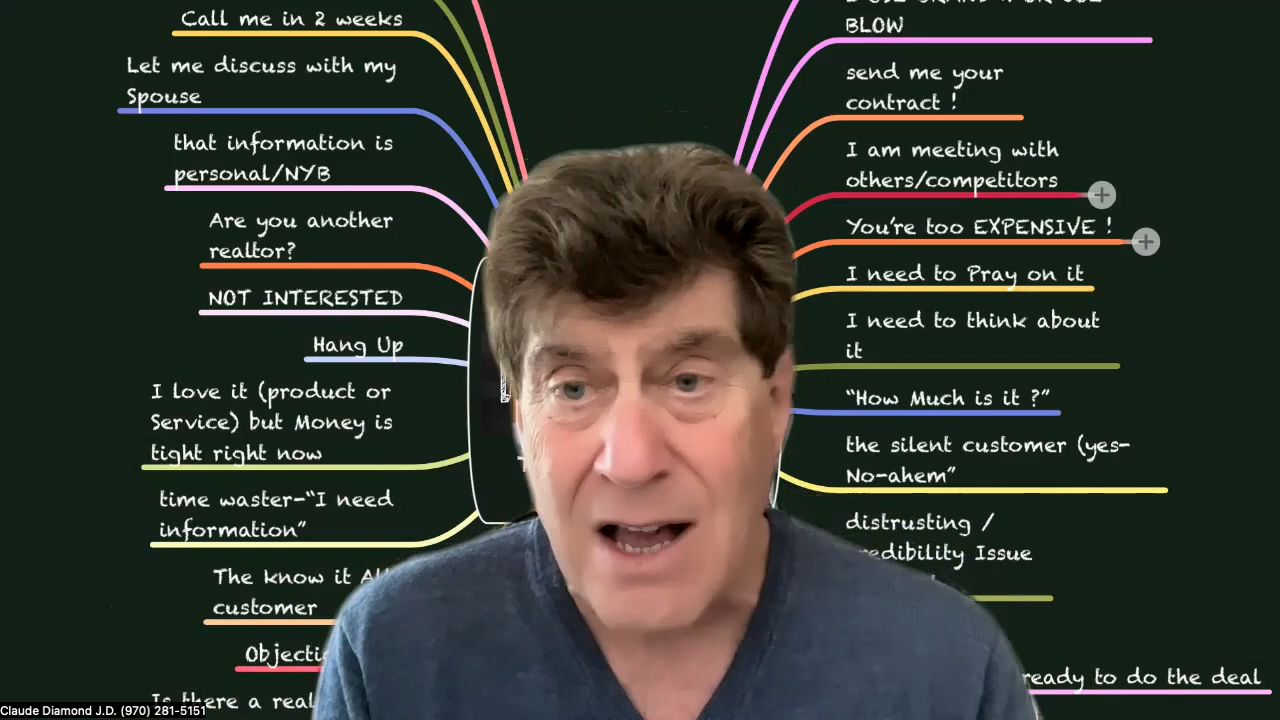 Call me in 2 weeks
Let me discuss with my
Spouse
that information is
personal/NYB
Are you another
realtor?
NOT INTERESTED
Hang Up
I love it (product or
Service) but Money is
tight right now
time waster-“I need
information”
The know it
customer
Is there a real
BLOW
send me your
contract !
I am meeting with
others/competitors
You’re too EXPENSIVE !
I need to Pray on it
I need to think about
it
“How Much is it ?”
the silent customer (yes-
No-ahem”
distrusting /
Issue
ready to do the deal
Claude Diamond J.D. (970) 281-5151